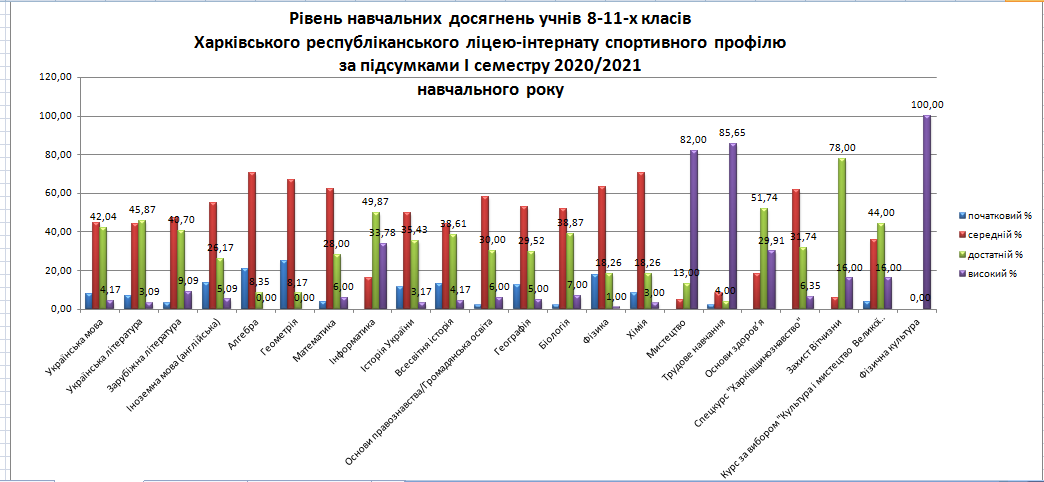 Рівень навчальних досягнень учнів 8-11-х класів
Харківського республіканського ліцею-інтернату спортивного профілю
за підсумками І семестру 2020/2021
навчального року
120,00
100,00
80,00
60,00
40,00
20,00
0,00
42,04
4,17
45,87
3,09
40,70
9,09
26,17
5,09
8,35
0,00
8,17
0,00
28,00
6,00
49,87
33,78
35,43
3,17
38,61
4,17
30,00
6,00
29,52
5,00
38,87
7,00
18,26
1,00
18,26
3,00
13,00
82,00
4,00
85,65
51,74
29,91
31,74
6,35
78,00
16,00
44,00
16,00
0,00
100,00
Українська мова
Українська література
Зарубіжна література
Іноземна мова (англійська)
Алгебра
Геометрія
Математика
Інформатика
Історія України
Всесвітня історія
Основи правознавства/Громадянська освіта
Географія
Біологія
Фізика
Хімія
Мистецтво
Трудове навчання
Основи здоров'я
Спецкурс "Харківщинознавство"
Захист Вітчизни
Курс за вибором "Культура і мистецтво Великої..
Фізична культура
початковий %
середній %
достатній %
високий %